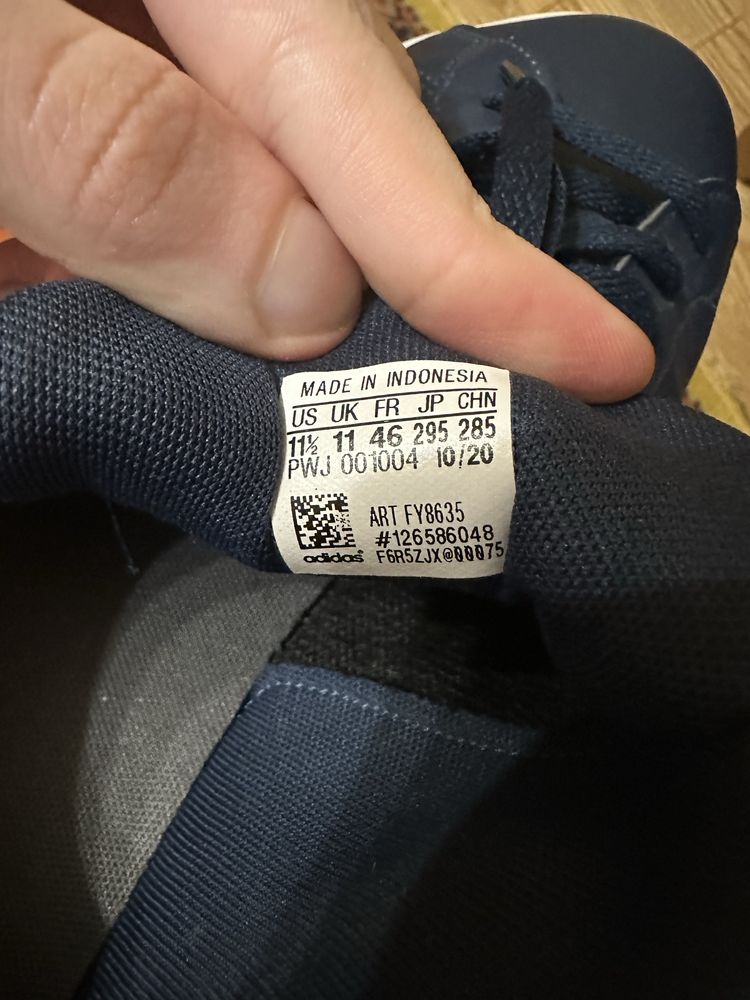 MADE IN INDONESIA
US UK FR JP CHN
11½ 11 46 295 285
PWJ 001004 10/20
ART FY8635
#126586048
adidas® F6R5ZJX@00075